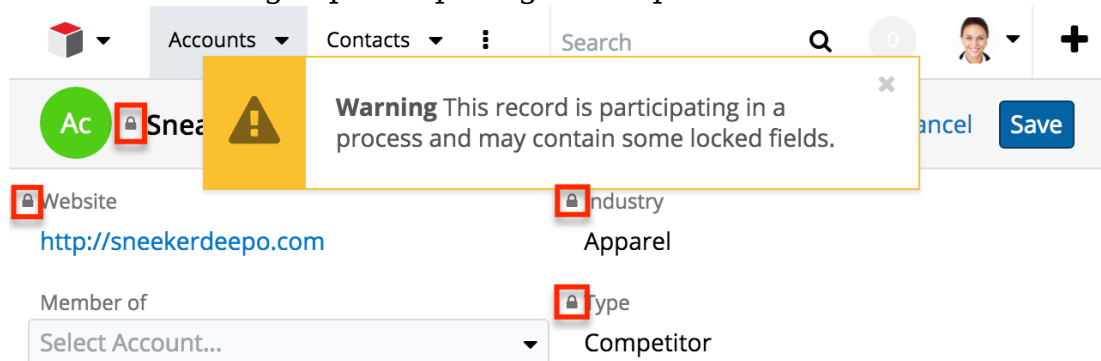 Accounts Contacts Search 0
Warning This record is participating in a
process and may contain some locked fields.
Ac Snea ancel Save
Website Industry
http://sneekerdeepo.com Apparel
Member of Type
Select Account... Competitor